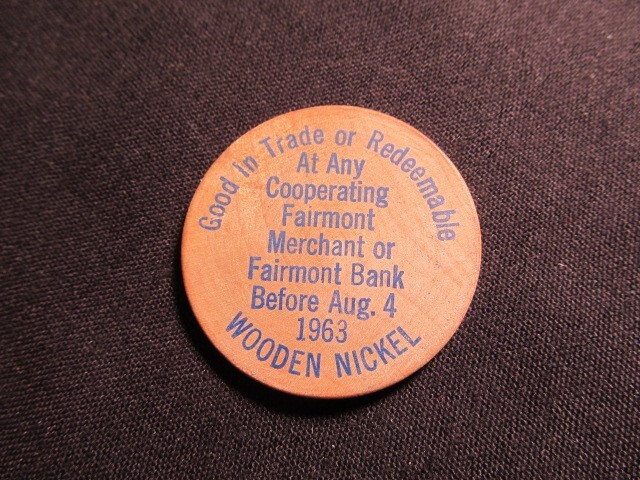 Good in Trade or Redeemable
At Any
Cooperating
Fairmont
Merchant or
Fairmont Bank
Before Aug. 4
1963
WOODEN NICKEL